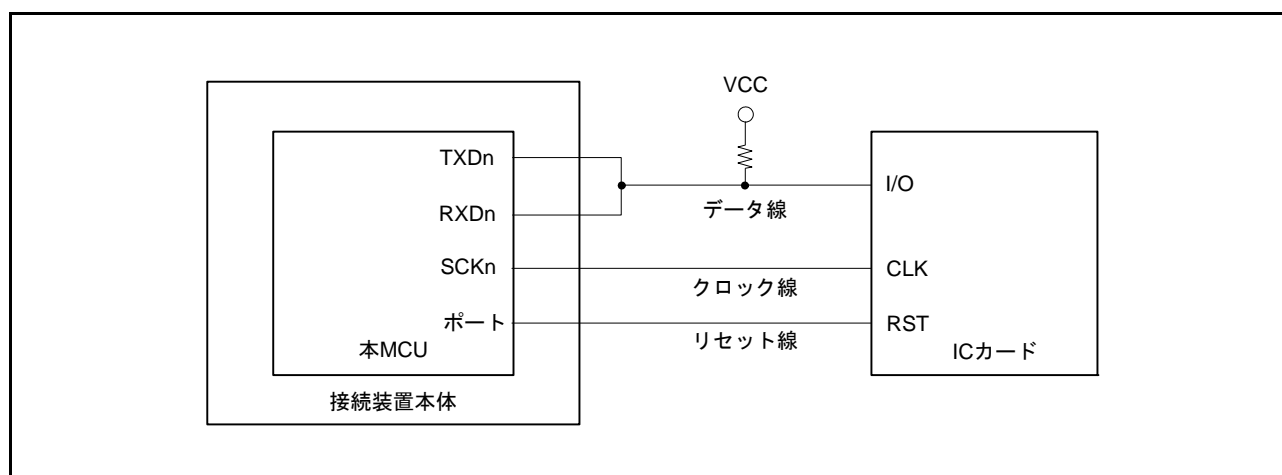 VCC
TXDn
I/O
データ線
RXDn
SCKn
CLK
クロック線
ポート
RST
リセット線
本MCU
ICカード
接続装置本体